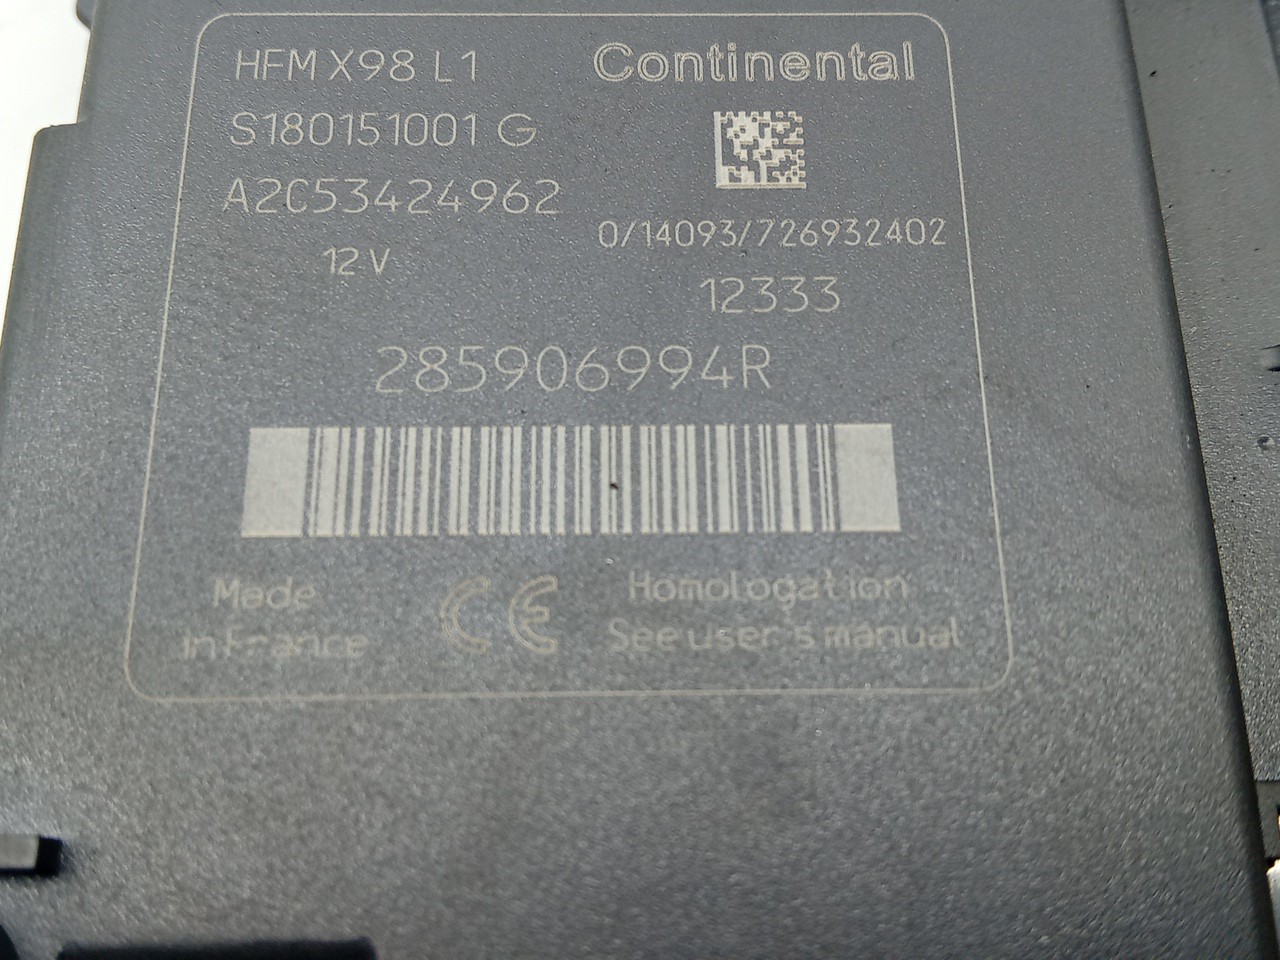 HFM X98 L1
Continental
S180151001 G
A2C53424962
0/14093/726932402
12 V
12333
285906994R
Made
in France
CE
Homologation
See user s manual